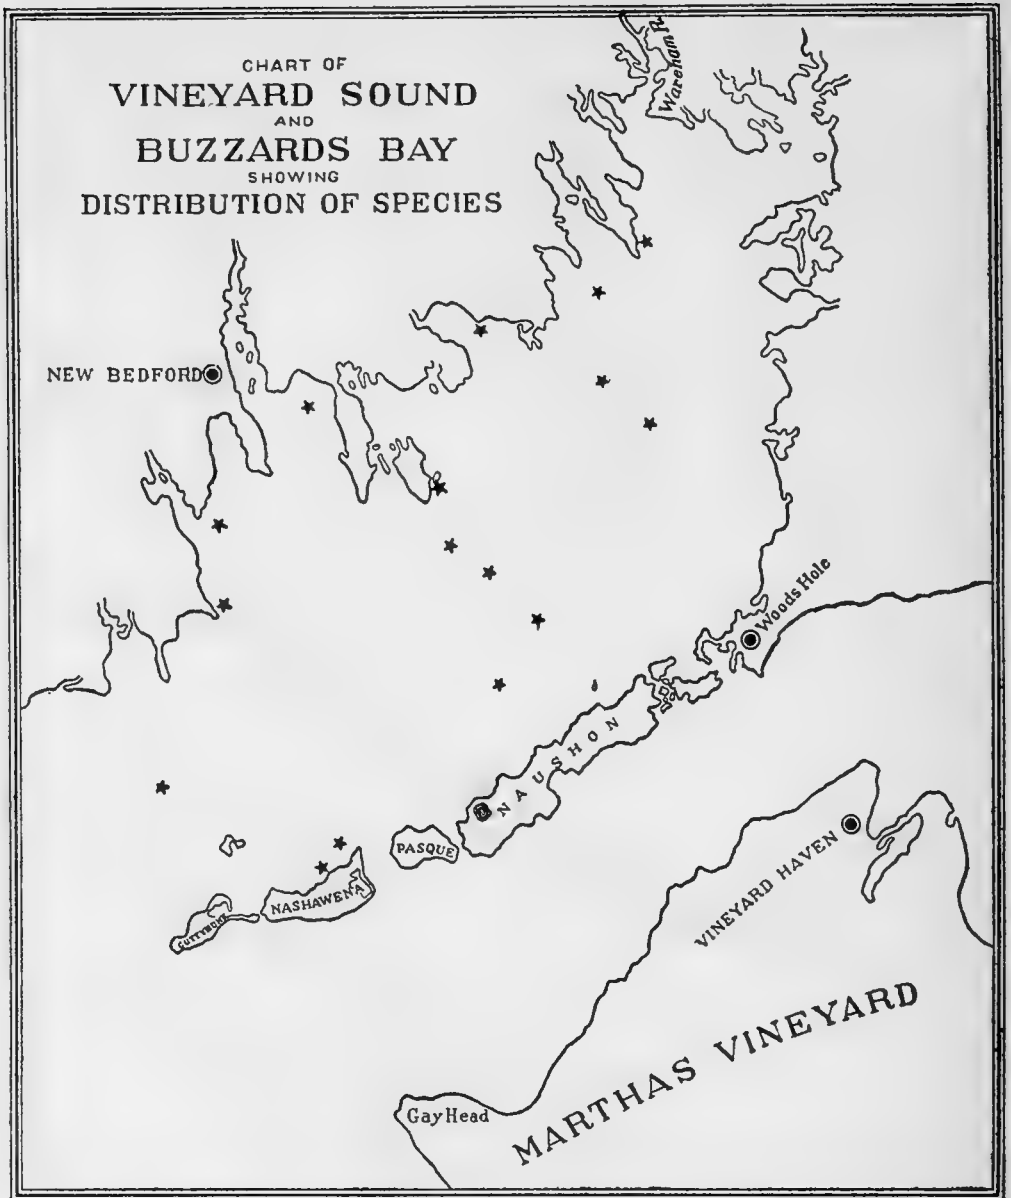 CHART OF
VINEYARD SOUND
AND
BUZZARDS BAY
SHOWING
DISTRIBUTION OF SPECIES
Wareham R.
NEW BEDFORD
Woods Hole
NAUSHON
PASQUE
NASHAWENA
VINEYARD HAVEN
MARTHAS VINEYARD
Gay Head